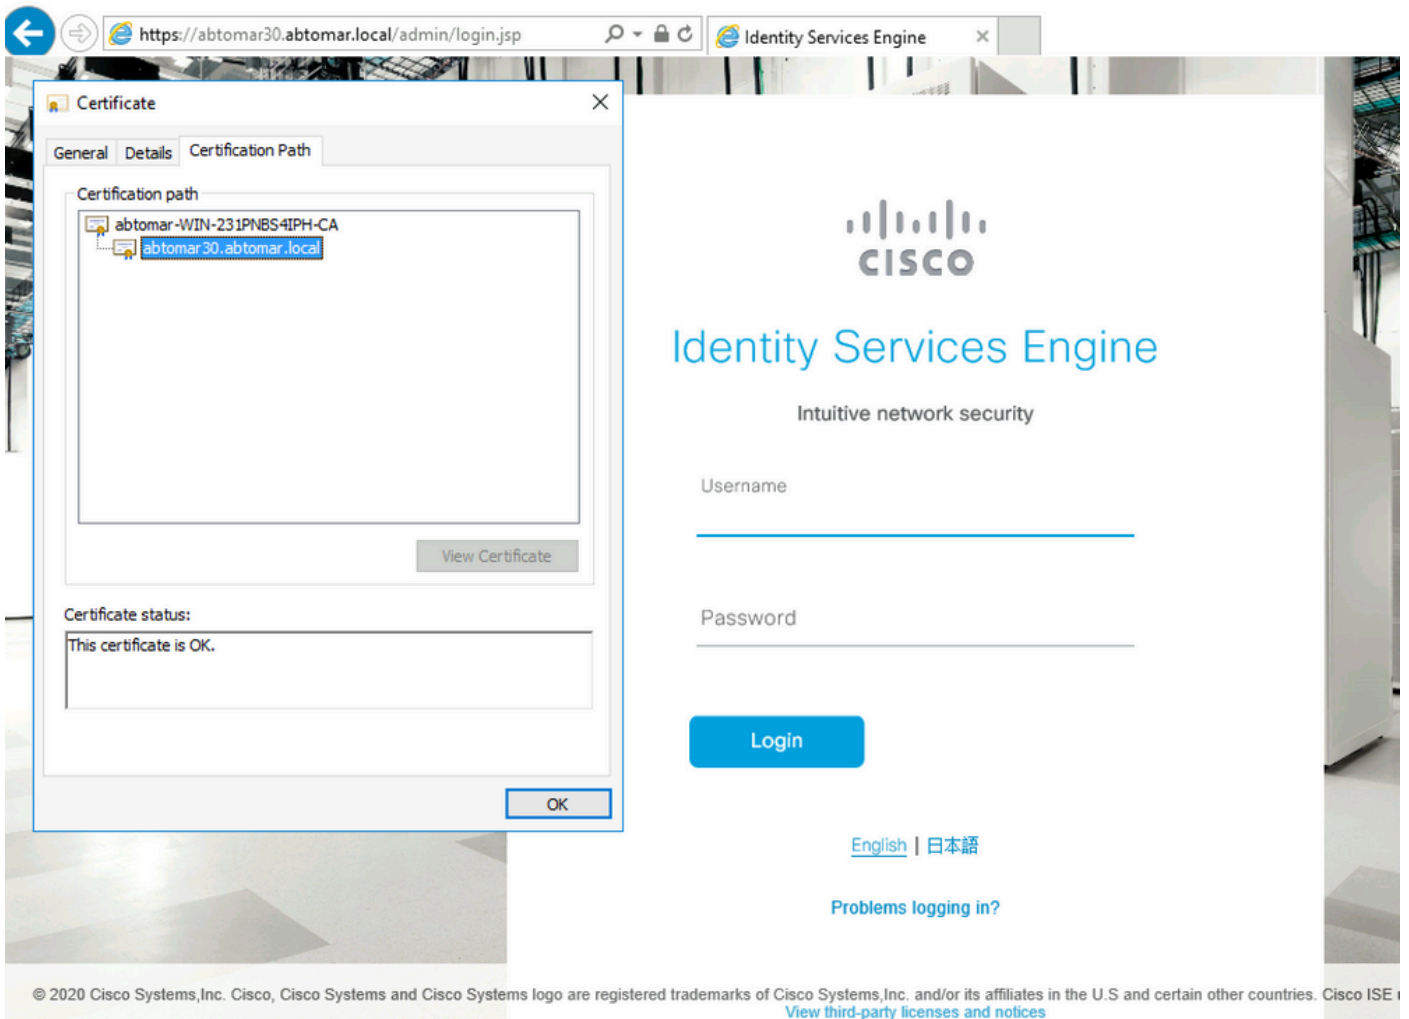 https://abtomar30.abtomar.local/admin/login.jsp
Identity Services Engine
Certificate
General Details Certification Path
Certification path
abtomar-WIN-231PNBS4IPH-CA
abtomar30.abtomar.local
View Certificate
Certificate status:
This certificate is OK.
OK
CISCO
Identity Services Engine
Intuitive network security
Username
Password
Login
English | 日本語
Problems logging in?
© 2020 Cisco Systems,Inc. Cisco, Cisco Systems and Cisco Systems logo are registered trademarks of Cisco Systems,Inc. and/or its affiliates in the U.S and certain other countries. Cisco ISE
View third-party licenses and notices